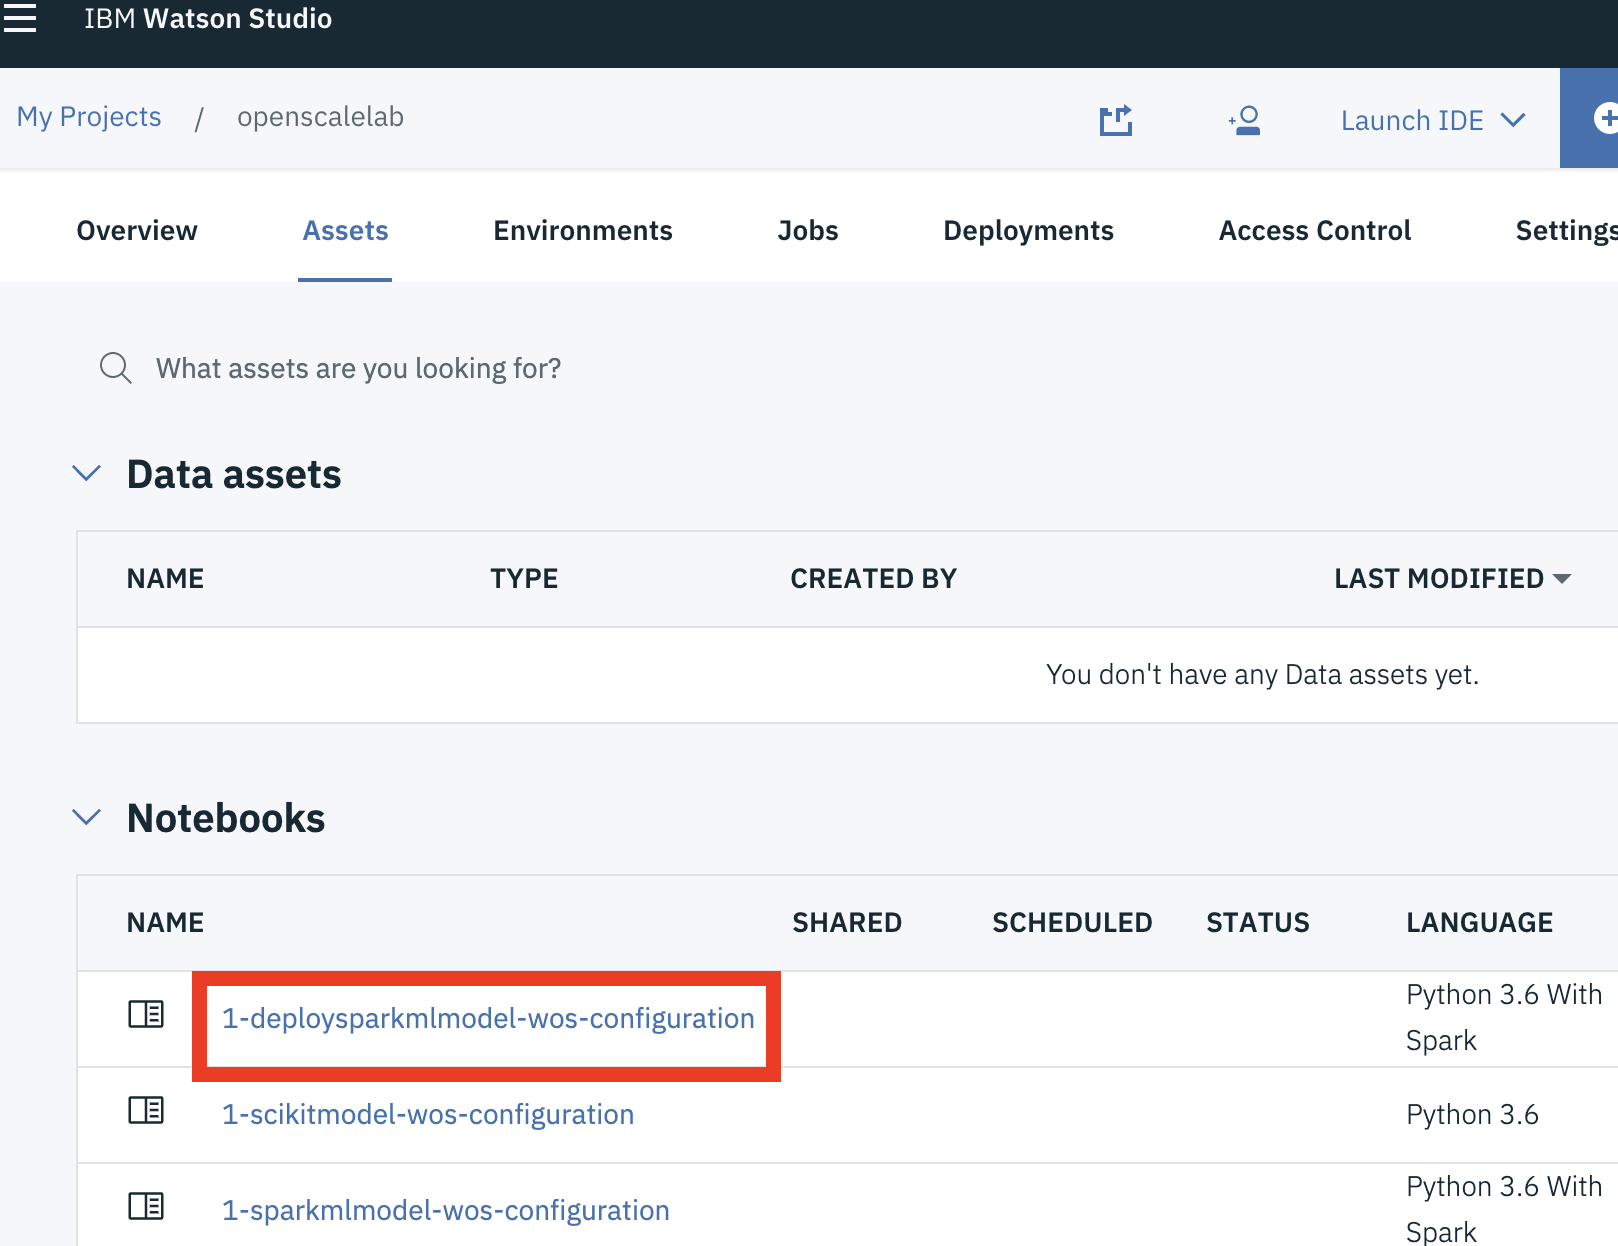 IBM Watson Studio
My Projects / openscalelab
Launch IDE
Overview Assets Environments Jobs Deployments Access Control Settings
What assets are you looking for?
Data assets
NAME TYPE CREATED BY LAST MODIFIED
You don't have any Data assets yet.
Notebooks
NAME SHARED SCHEDULED STATUS LANGUAGE
1-deploysparkmlmodel-wos-configuration Python 3.6 With
Spark
1-scikitmodel-wos-configuration Python 3.6
1-sparkmlmodel-wos-configuration Python 3.6 With
Spark